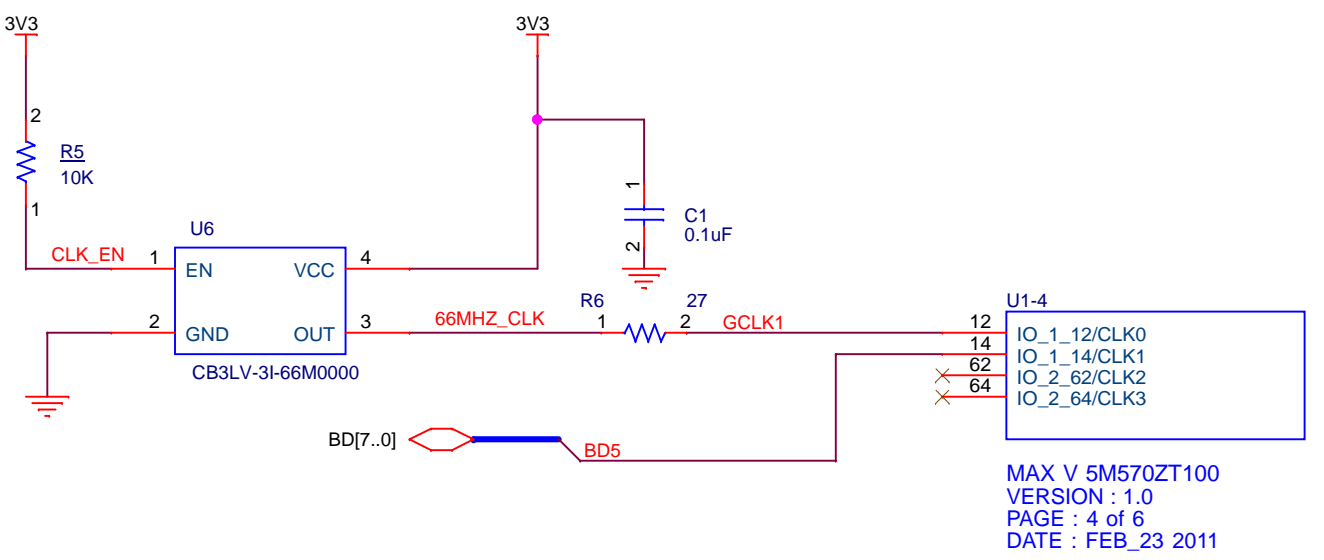 3V3
3V3
2
R5
10K
1
1
C1
0.1uF
2
U6
CLK_EN
1
EN
VCC
4
2
GND
OUT
3
CB3LV-3I-66M0000
66MHZ_CLK
R6
27
1
2
GCLK1
U1-4
12
IO_1_12/CLK0
14
IO_1_14/CLK1
62
IO_2_62/CLK2
64
IO_2_64/CLK3
BD[7..0]
BD5
MAX V 5M570ZT100
VERSION : 1.0
PAGE : 4 of 6
DATE : FEB_23 2011